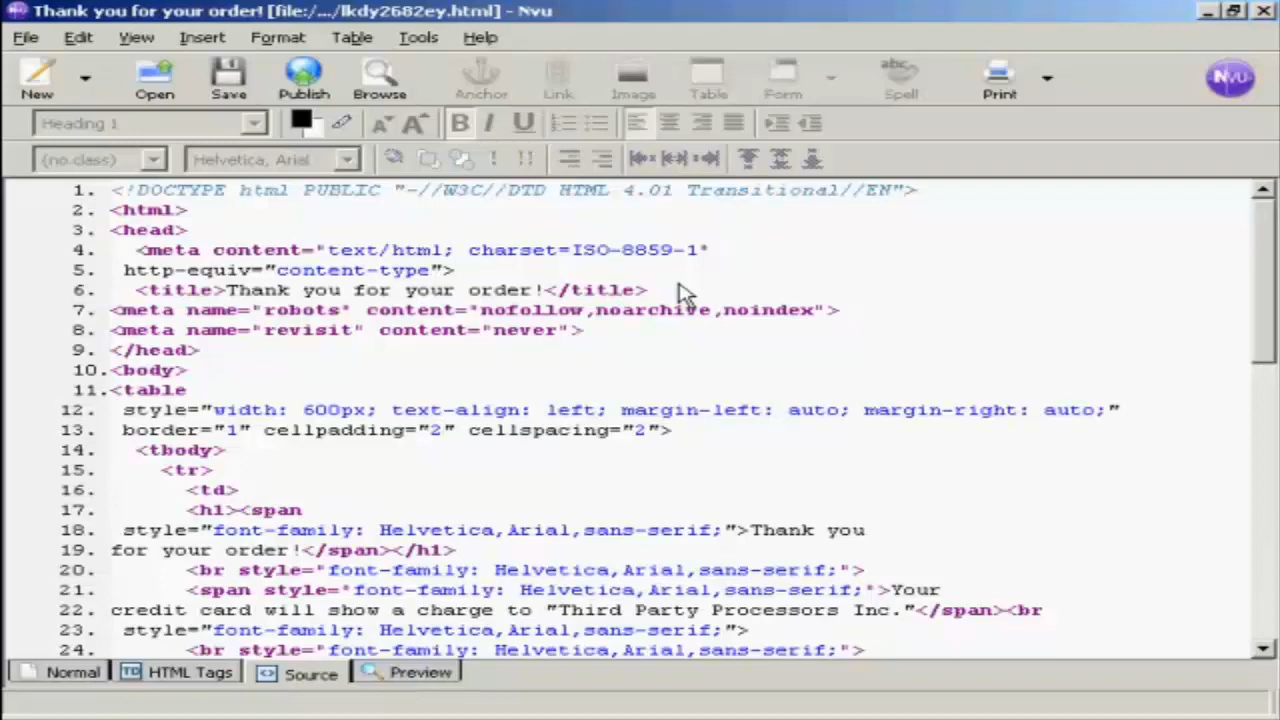 Thank you for your order! [file:/.../lkdy2682ey.html] - Nvu
File Edit View Insert Format Table Tools Help
New Open Save Publish Browse Anchor Link Image Table Form Spell Print
NVU
Heading 1
(no class) Helvetica, Arial
1. <!DOCTYPE html PUBLIC "-//W3C//DTD HTML 4.01 Transitional//EN">
2. <html>
3. <head>
4. <meta content="text/html; charset=ISO-8859-1"
5. http-equiv="content-type">
6. <title>Thank you for your order!</title>
7. <meta name="robots" content="nofollow,noarchive,noindex">
8. <meta name="revisit" content="never">
9. </head>
10. <body>
11. <table
12. style="width: 600px; text-align: left; margin-left: auto; margin-right: auto;"
13. border="1" cellpadding="2" cellspacing="2">
14. <tbody>
15. <tr>
16. <td>
17. <h1><span
18. style="font-family: Helvetica,Arial,sans-serif;">Thank you
19. for your order!</span></h1>
20. <br style="font-family: Helvetica,Arial,sans-serif;">
21. <span style="font-family: Helvetica,Arial,sans-serif;">Your
22. credit card will show a charge to "Third Party Processors Inc."</span><br
23. style="font-family: Helvetica,Arial,sans-serif;">
24. <br style="font-family: Helvetica,Arial,sans-serif;">
Normal HTML Tags Source Preview